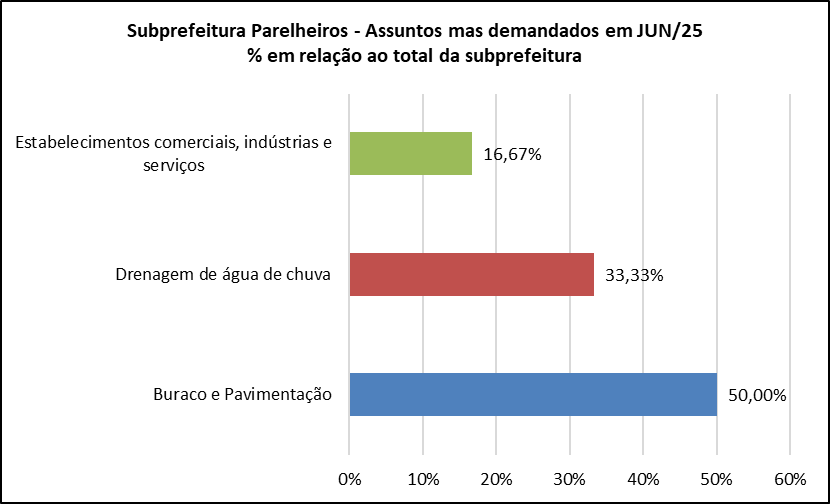 Subprefeitura Parelheiros - Assuntos mas demandados em JUN/25
% em relação ao total da subprefeitura
Estabelecimentos comerciais, indústrias e
serviços
16,67%
Drenagem de água de chuva
33,33%
Buraco e Pavimentação
50,00%
0% 10% 20% 30% 40% 50% 60%